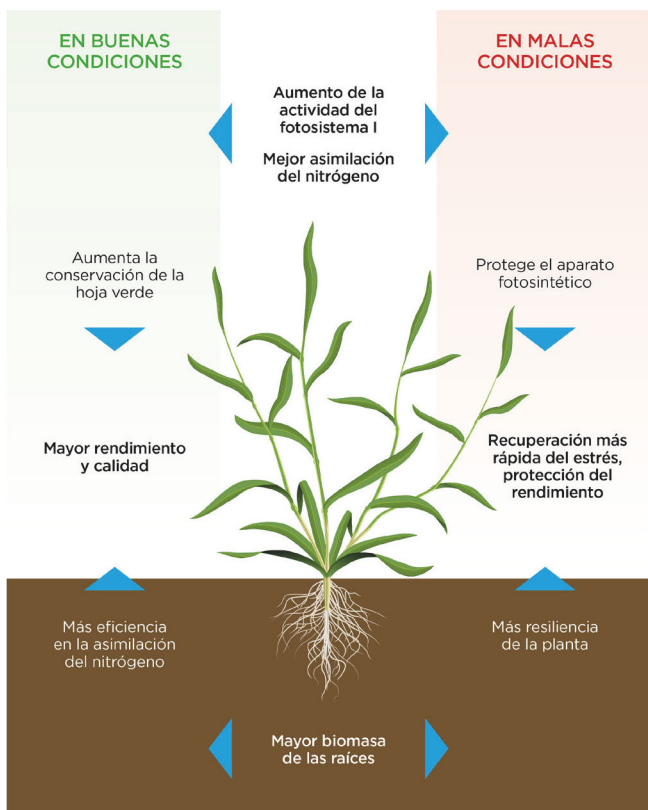 EN BUENAS
CONDICIONES
EN MALAS
CONDICIONES
Aumento de la
actividad del
fotosistema I
Mejor asimilación
del nitrógeno
Aumenta la
conservación de la
hoja verde
Protege el aparato
fotosintético
Mayor rendimiento
y calidad
Recuperación más
rápida del estrés,
protección del
rendimiento
Más eficiencia
en la asimilación
del nitrógeno
Más resiliencia
de la planta
Mayor biomasa
de las raíces